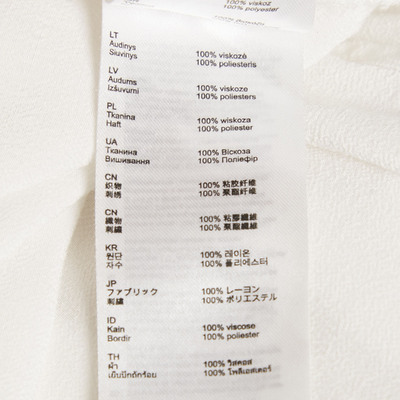 100% viskoz
100% polyester
LT
Audinys 100% viskozė
Siuvinys 100% poliesteris
LV
Audums 100% viskoze
Izšuvumi 100% poliesters
PL
Tkanina 100% wiskoza
Haft 100% poliester
UA
Тканина 100% Віскоза
Вишивання 100% Поліефір
CN
织物 100% 粘胶纤维
刺绣 100% 聚酯纤维
CN
織物 100% 粘膠纖維
刺繡 100% 聚酯纖維
KR
원단 100% 레이온
자수 100% 폴리에스터
JP
ファブリック 100% レーヨン
刺繍 100% ポリエステル
ID
Kain 100% viscose
Bordir 100% polyester
TH
ผ้า 100% วิสคอส
เย็บปักถักร้อย 100% โพลีเอสเตอร์